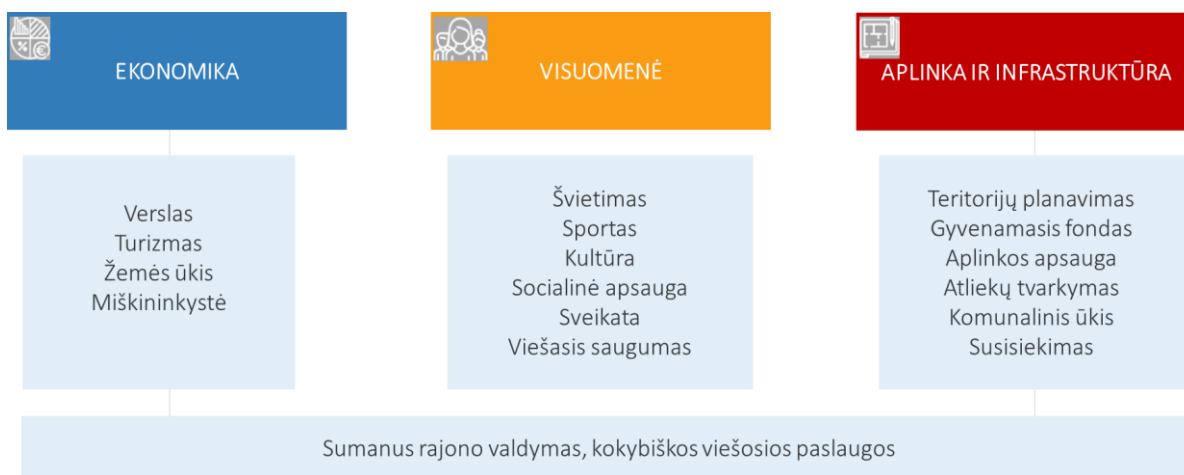 EKONOMIKA
Verslas
Turizmas
Žemės ūkis
Miškininkystė
VISUOMENĖ
Švietimas
Sportas
Kultūra
Socialinė apsauga
Sveikata
Viešasis saugumas
APLINKA IR INFRASTRUKTŪRA
Teritorijų planavimas
Gyvenamasis fondas
Aplinkos apsauga
Atliekų tvarkymas
Komunalinis ūkis
Susisiekimas
Sumanus rajono valdymas, kokybiškos viešosios paslaugos